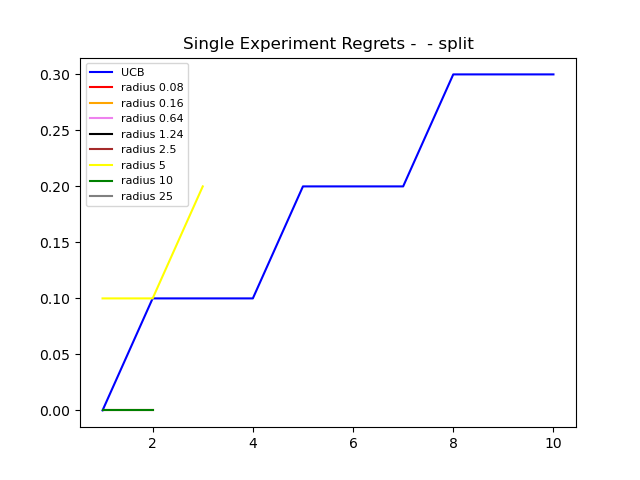 Single Experiment Regrets -  - split
UCB
radius 0.08
radius 0.16
radius 0.64
radius 1.24
radius 2.5
radius 5
radius 10
radius 25
0.30
0.25
0.20
0.15
0.10
0.05
0.00
2 4 6 8 10